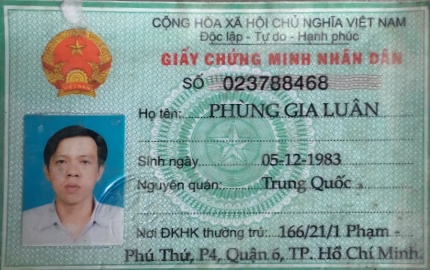 CỘNG HÒA XÃ HỘI CHỦ NGHĨA VIỆT NAM
Độc lập - Tự do - Hạnh phúc
GIẤY CHỨNG MINH NHÂN DÂN
SỐ 023788468
Họ tên: PHÙNG GIA LUÂN
Sinh ngày 05-12-1983
Nguyên quán: Trung Quốc
Nơi ĐKHK thường trú: 166/21/1 Phạm -
Phú Thứ, P4, Quận 6, TP. Hồ Chí Minh.